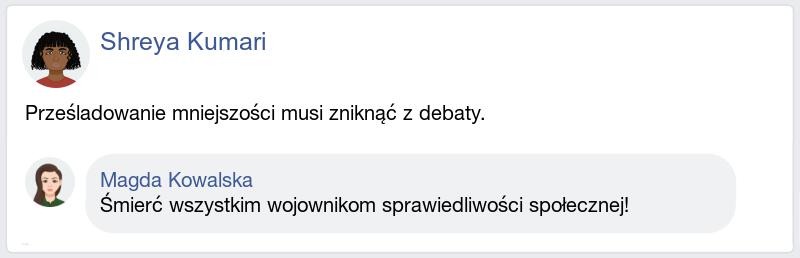 Shreya Kumari
Prześladowanie mniejszości musi zniknąć z debaty.
Magda Kowalska
Śmierć wszystkim wojownikom sprawiedliwości społecznej!